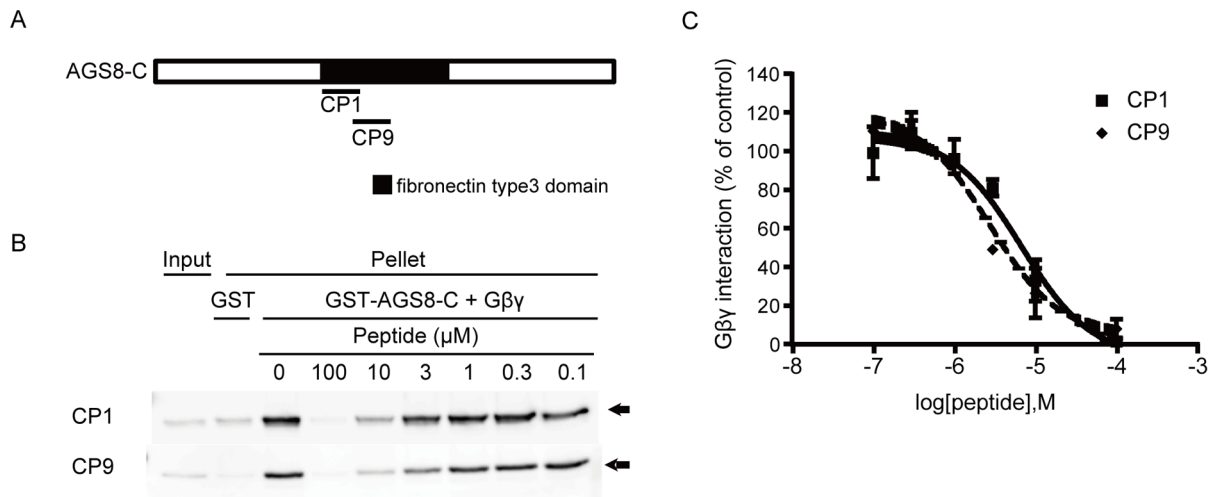 A
AGS8-C
CP1
CP9
fibronectin type3 domain
B
Input Pellet
GST GST-AGS8-C + Gβγ
Peptide (µM)
0 100 10 3 1 0.3 0.1
CP1
CP9
C
Gβγ interaction (% of control)
140
120
100
80
60
40
20
0
-8 -7 -6 -5 -4 -3
log[peptide],M
CP1
CP9